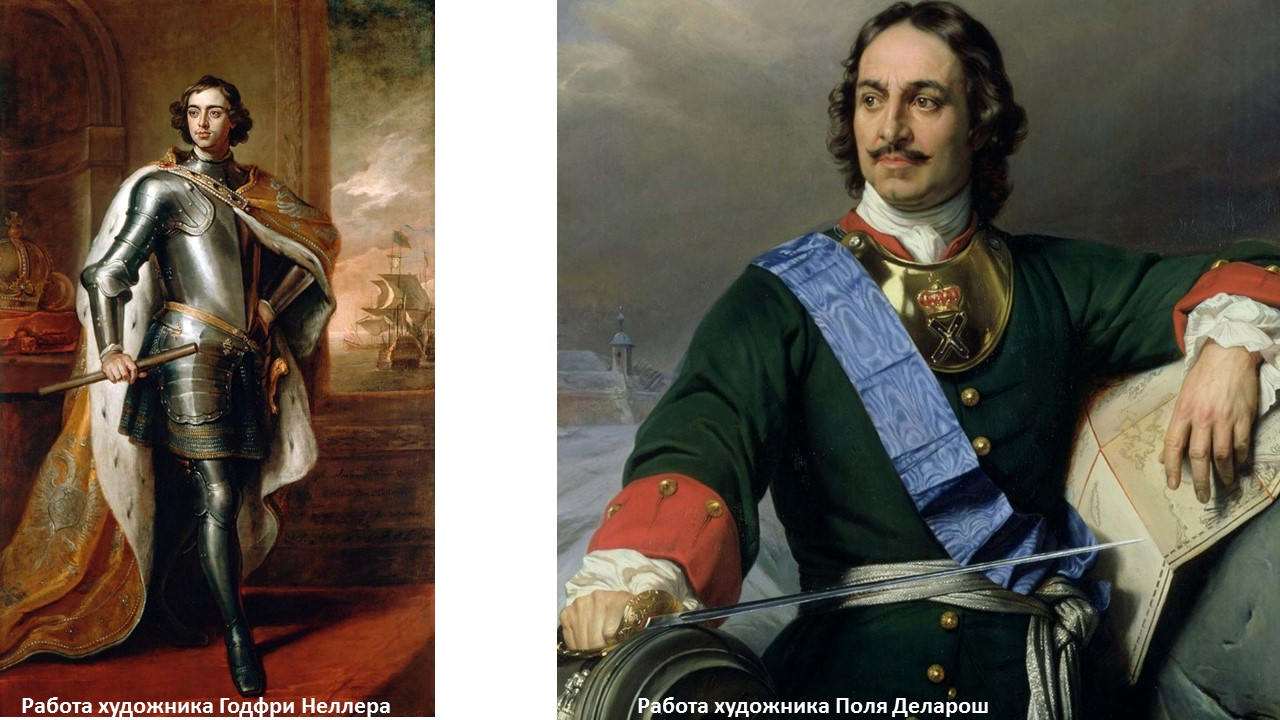 Работа художника Годфри Неллера
Работа художника Поля Деларош